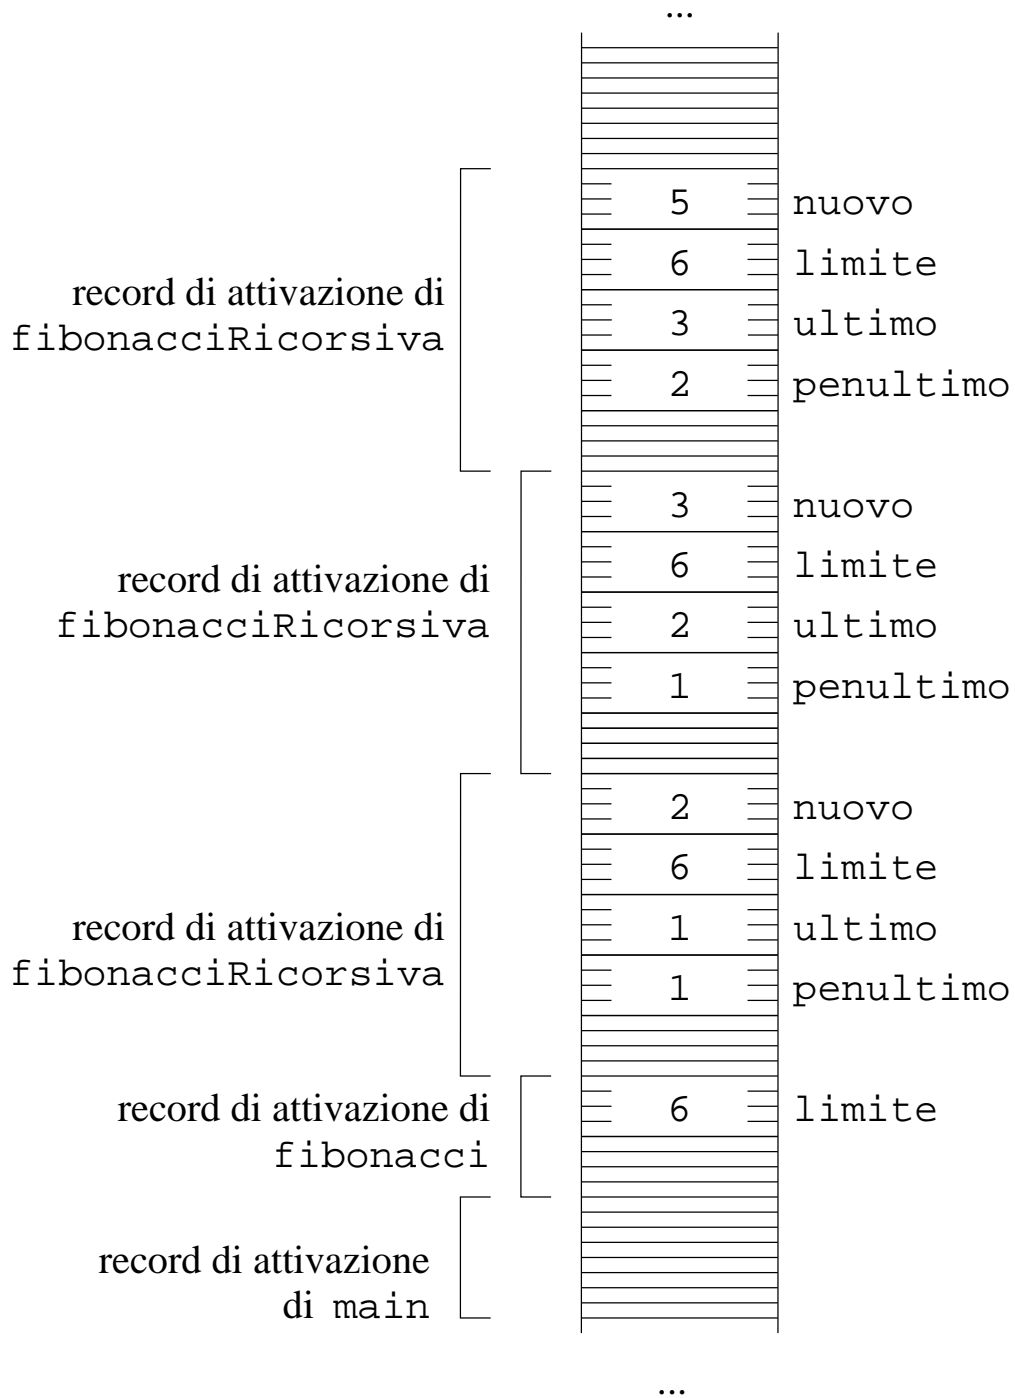 ...
5 nuovo
6 limite
record di attivazione di
fibonacciRicorsiva
3 ultimo
2 penultimo
3 nuovo
6 limite
record di attivazione di
fibonacciRicorsiva
2 ultimo
1 penultimo
2 nuovo
6 limite
record di attivazione di
fibonacciRicorsiva
1 ultimo
1 penultimo
record di attivazione di
fibonacci
6 limite
record di attivazione
di main
...